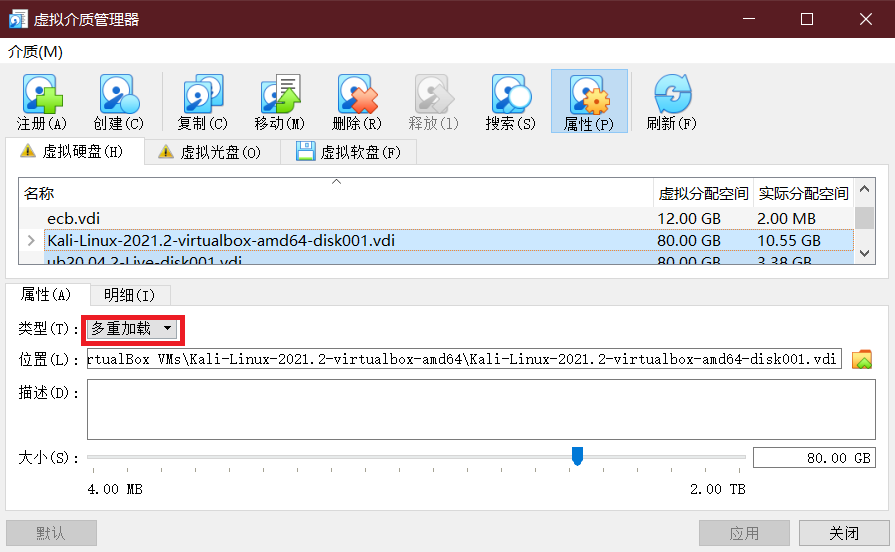 虚拟介质管理器
介质(M)
注册(A) 创建(C) 复制(C) 移动(M) 删除(R) 释放(l) 搜索(S) 属性(P) 刷新(F)
虚拟硬盘(H) 虚拟光盘(O) 虚拟软盘(F)
名称 虚拟分配空间 实际分配空间
ecb.vdi 12.00 GB 2.00 MB
Kali-Linux-2021.2-virtualbox-amd64-disk001.vdi 80.00 GB 10.55 GB
ub20.04.2-Live-disk001.vdi 80.00 GB 3.38 GB
属性(A) 明细(I)
类型(T): 多重加载
位置(L): rtualBox VMs\Kali-Linux-2021.2-virtualbox-amd64\Kali-Linux-2021.2-virtualbox-amd64-disk001.vdi
描述(D):
大小(S): 80.00 GB
4.00 MB 2.00 TB
默认 应用 关闭